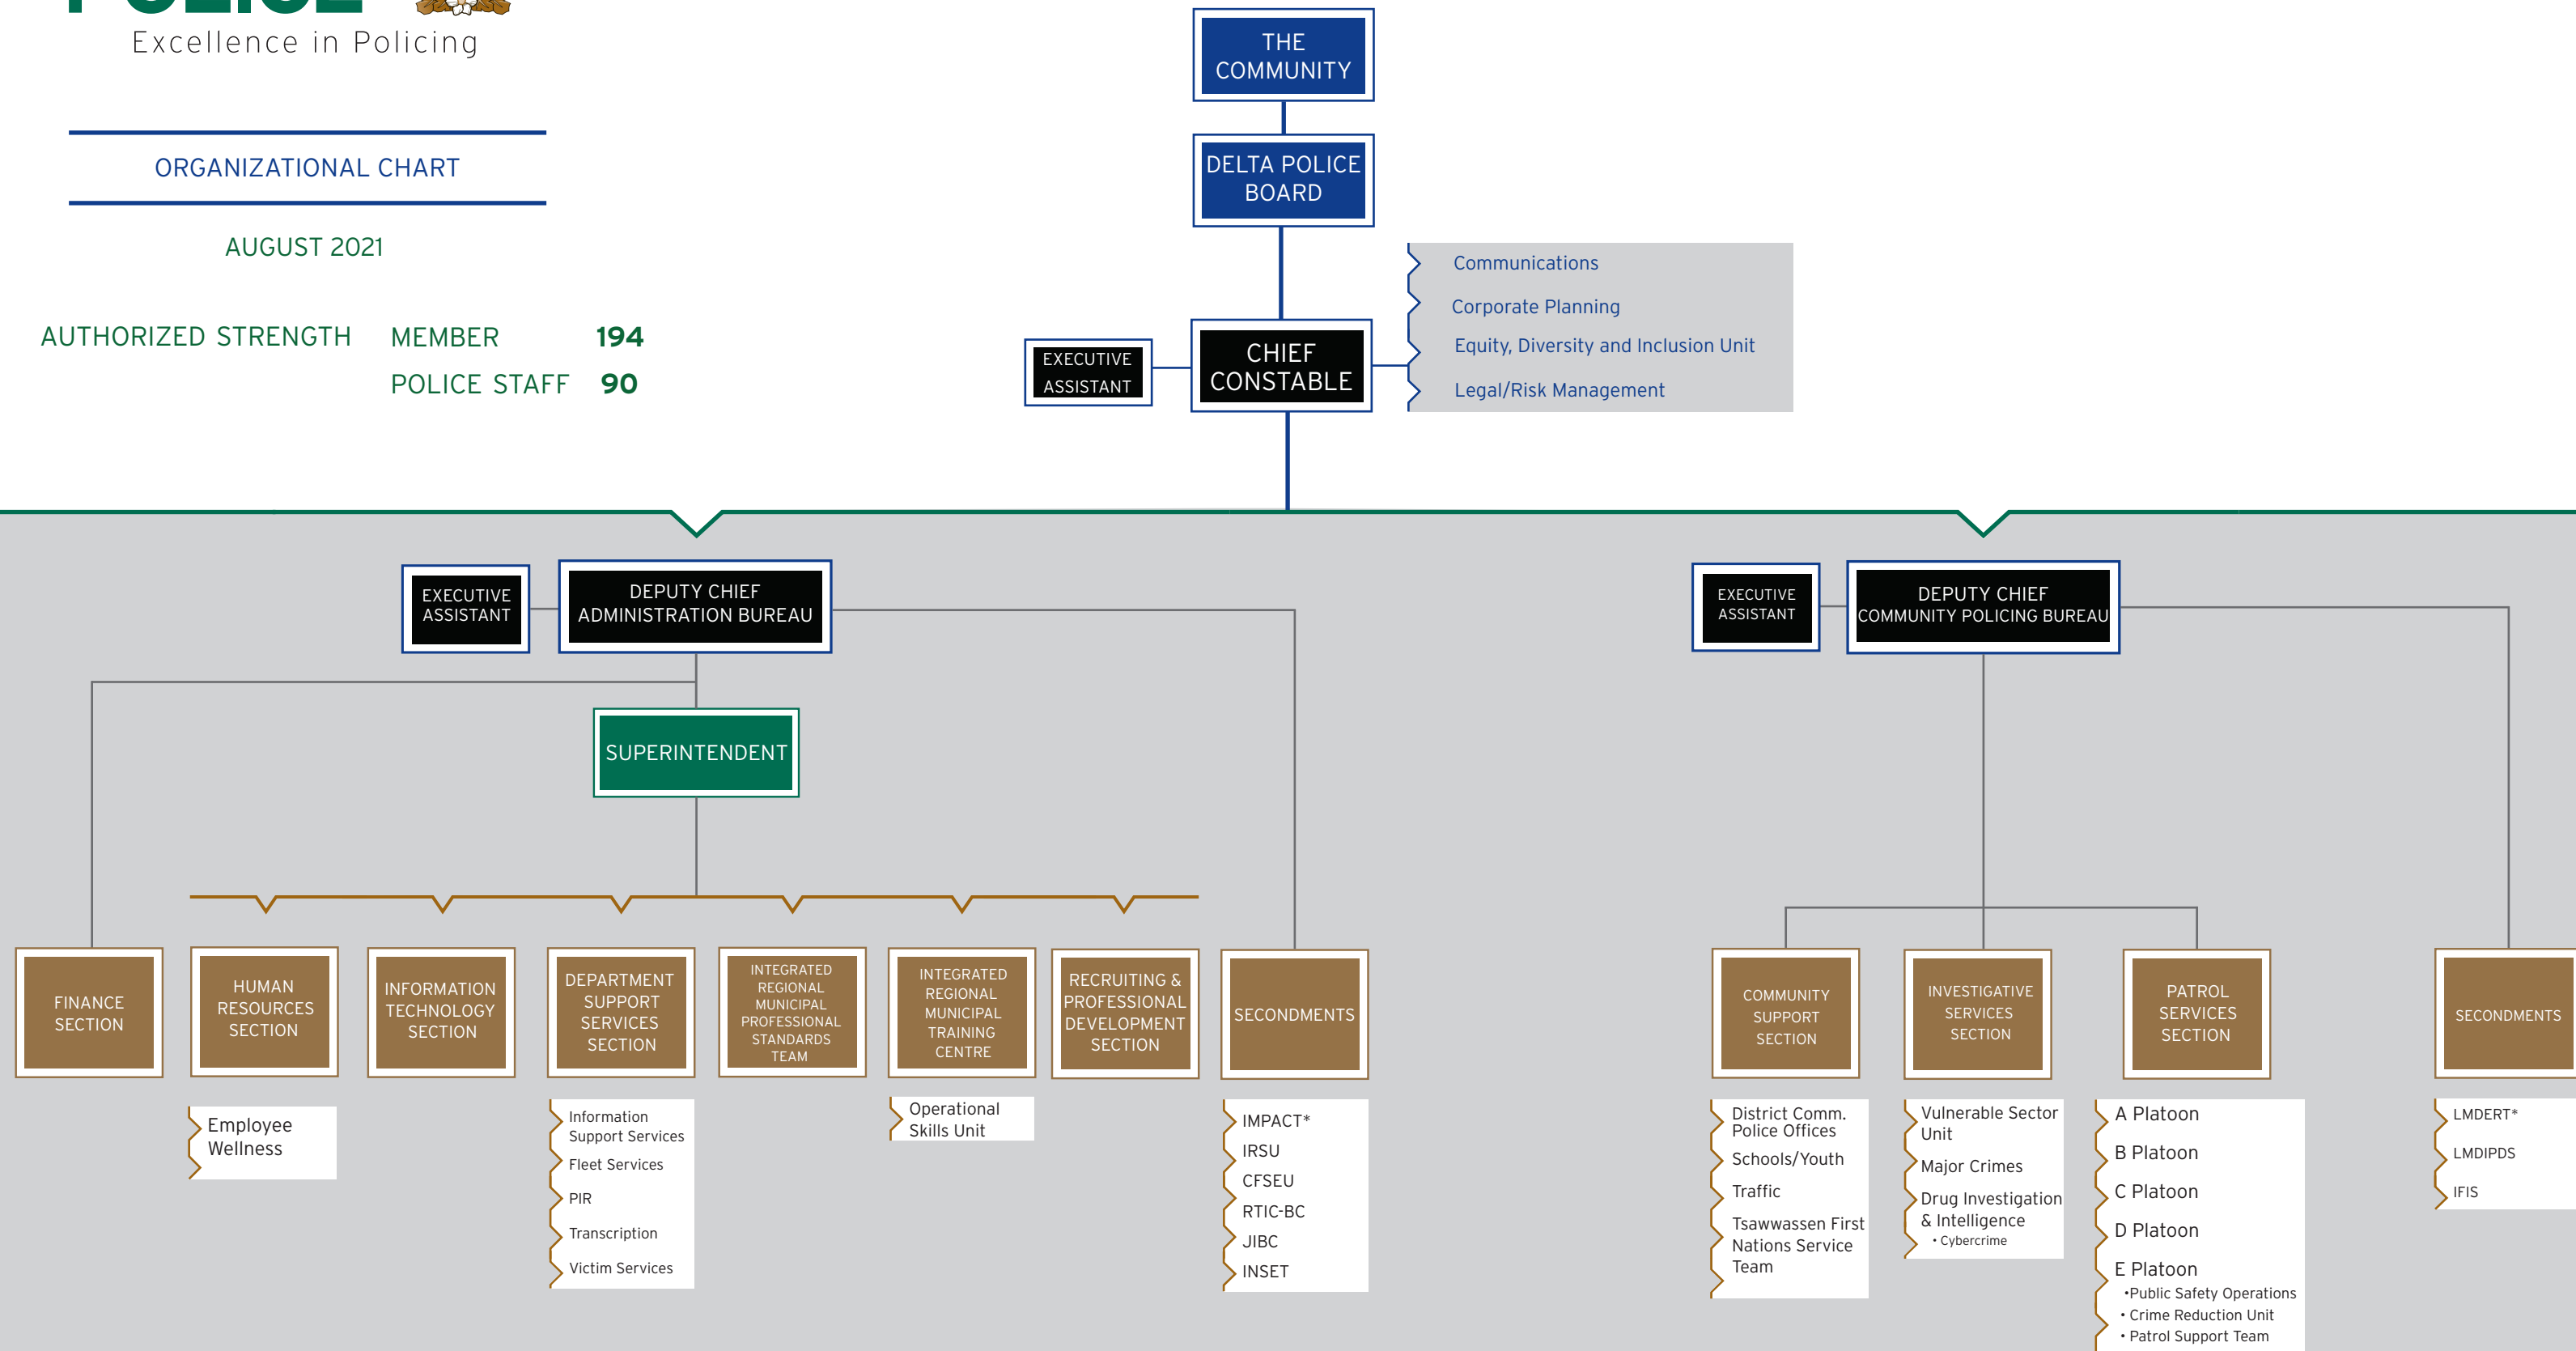 POLICE
Excellence in Policing
ORGANIZATIONAL CHART
AUGUST 2021
AUTHORIZED STRENGTH MEMBER 194
POLICE STAFF 90
THE
COMMUNITY
DELTA POLICE
BOARD
EXECUTIVE
ASSISTANT
CHIEF
CONSTABLE
Communications
Corporate Planning
Equity, Diversity and Inclusion Unit
Legal/Risk Management
EXECUTIVE
ASSISTANT
DEPUTY CHIEF
ADMINISTRATION BUREAU
EXECUTIVE
ASSISTANT
DEPUTY CHIEF
COMMUNITY POLICING BUREAU
SUPERINTENDENT
FINANCE
SECTION
HUMAN
RESOURCES
SECTION
INFORMATION
TECHNOLOGY
SECTION
DEPARTMENT
SUPPORT
SERVICES
SECTION
INTEGRATED
REGIONAL
MUNICIPAL
PROFESSIONAL
STANDARDS
TEAM
INTEGRATED
REGIONAL
MUNICIPAL
TRAINING
CENTRE
RECRUITING &
PROFESSIONAL
DEVELOPMENT
SECTION
SECONDMENTS
COMMUNITY
SUPPORT
SECTION
INVESTIGATIVE
SERVICES
SECTION
PATROL
SERVICES
SECTION
SECONDMENTS
Employee
Wellness
Information
Support Services
Fleet Services
PIR
Transcription
Victim Services
Operational
Skills Unit
IMPACT*
IRSU
CFSEU
RTIC-BC
JIBC
INSET
District Comm.
Police Offices
Schools/Youth
Traffic
Tsawwassen First
Nations Service
Team
Vulnerable Sector
Unit
Major Crimes
Drug Investigation
& Intelligence
• Cybercrime
A Platoon
B Platoon
C Platoon
D Platoon
E Platoon
•Public Safety Operations
• Crime Reduction Unit
• Patrol Support Team
LMDERT*
LMDIPDS
IFIS